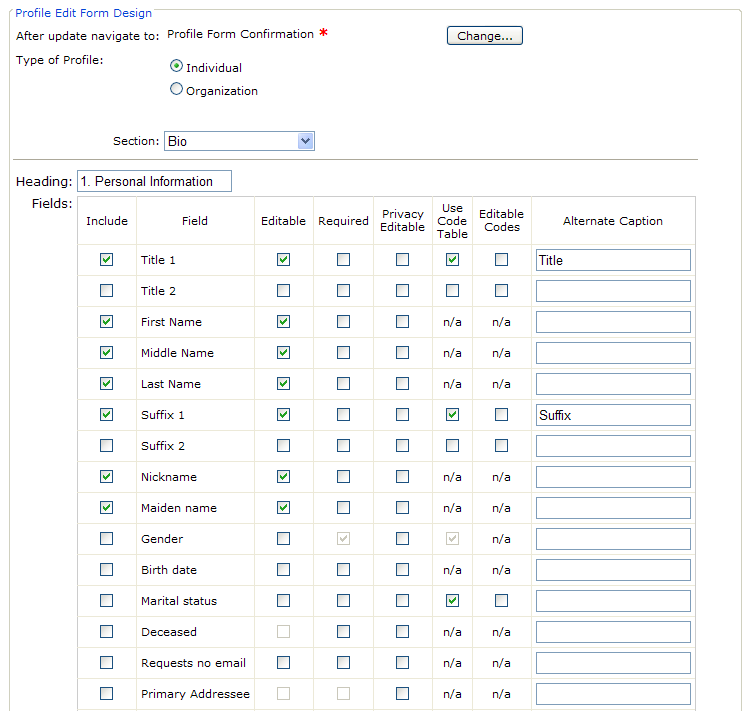 Profile Edit Form Design
After update navigate to: Profile Form Confirmation * Change...
Type of Profile:
Individual
Organization
Section: Bio
Heading: 1. Personal Information
Fields:
Include Field Editable Required Privacy Editable Use Code Table Editable Codes Alternate Caption
Title 1 Title
Title 2
First Name n/a n/a
Middle Name n/a n/a
Last Name n/a n/a
Suffix 1 Suffix
Suffix 2
Nickname n/a n/a
Maiden name n/a n/a
Gender n/a
Birth date n/a n/a
Marital status
Deceased n/a n/a
Requests no email n/a n/a
Primary Addressee n/a n/a